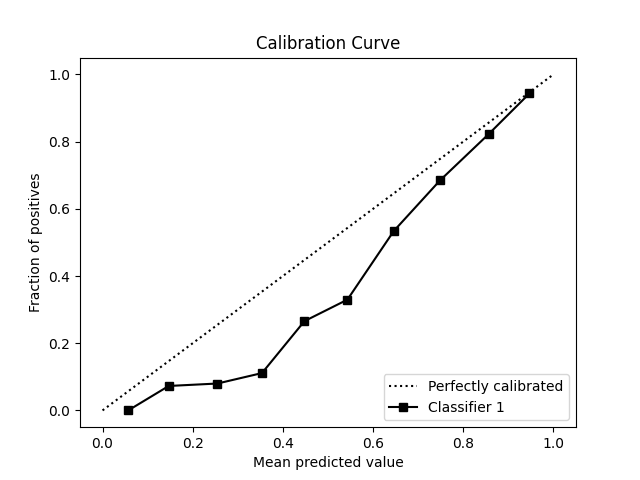 Calibration Curve
1.0
0.8
0.6
0.4
0.2
0.0
Fraction of positives
Perfectly calibrated
Classifier 1
0.0 0.2 0.4 0.6 0.8 1.0
Mean predicted value